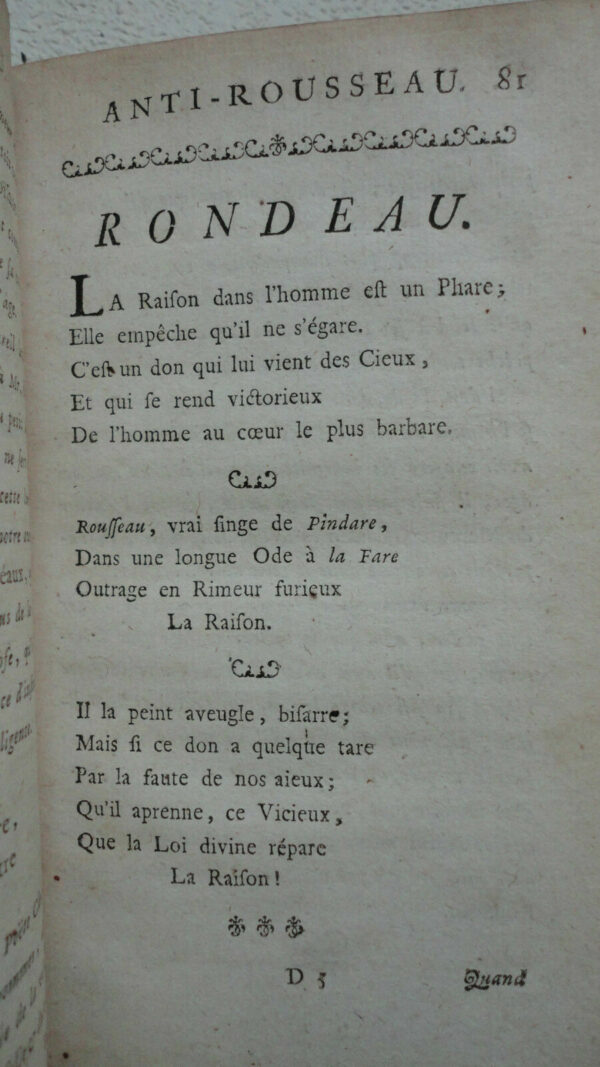 ANTI-ROUSSEAU. 81
RONDEAU.
LA Raiſon dans l'homme eſt un Phare;
Elle empêche qu'il ne s'égare.
C'eſt un don qui lui vient des Cieux,
Et qui ſe rend victorieux
De l'homme au cœur le plus barbare.
Rouſſeau, vrai ſinge de Pindare,
Dans une longue Ode à la Fare
Outrage en Rimeur furieux
La Raiſon.
Il la peint aveugle, biſarre;
Mais ſi ce don a quelque tare
Par la faute de nos aieux;
Qu'il aprenne, ce Vicieux,
Que la Loi divine répare
La Raiſon!
D 5 Quand